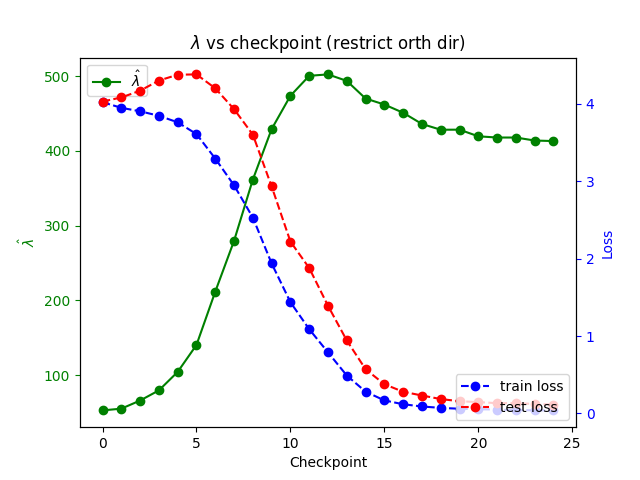 λ vs checkpoint (restrict orth dir)
λ̂
500
400
300
200
100
λ̂
4
3
2
1
0
Loss
train loss
test loss
0 5 10 15 20 25
Checkpoint